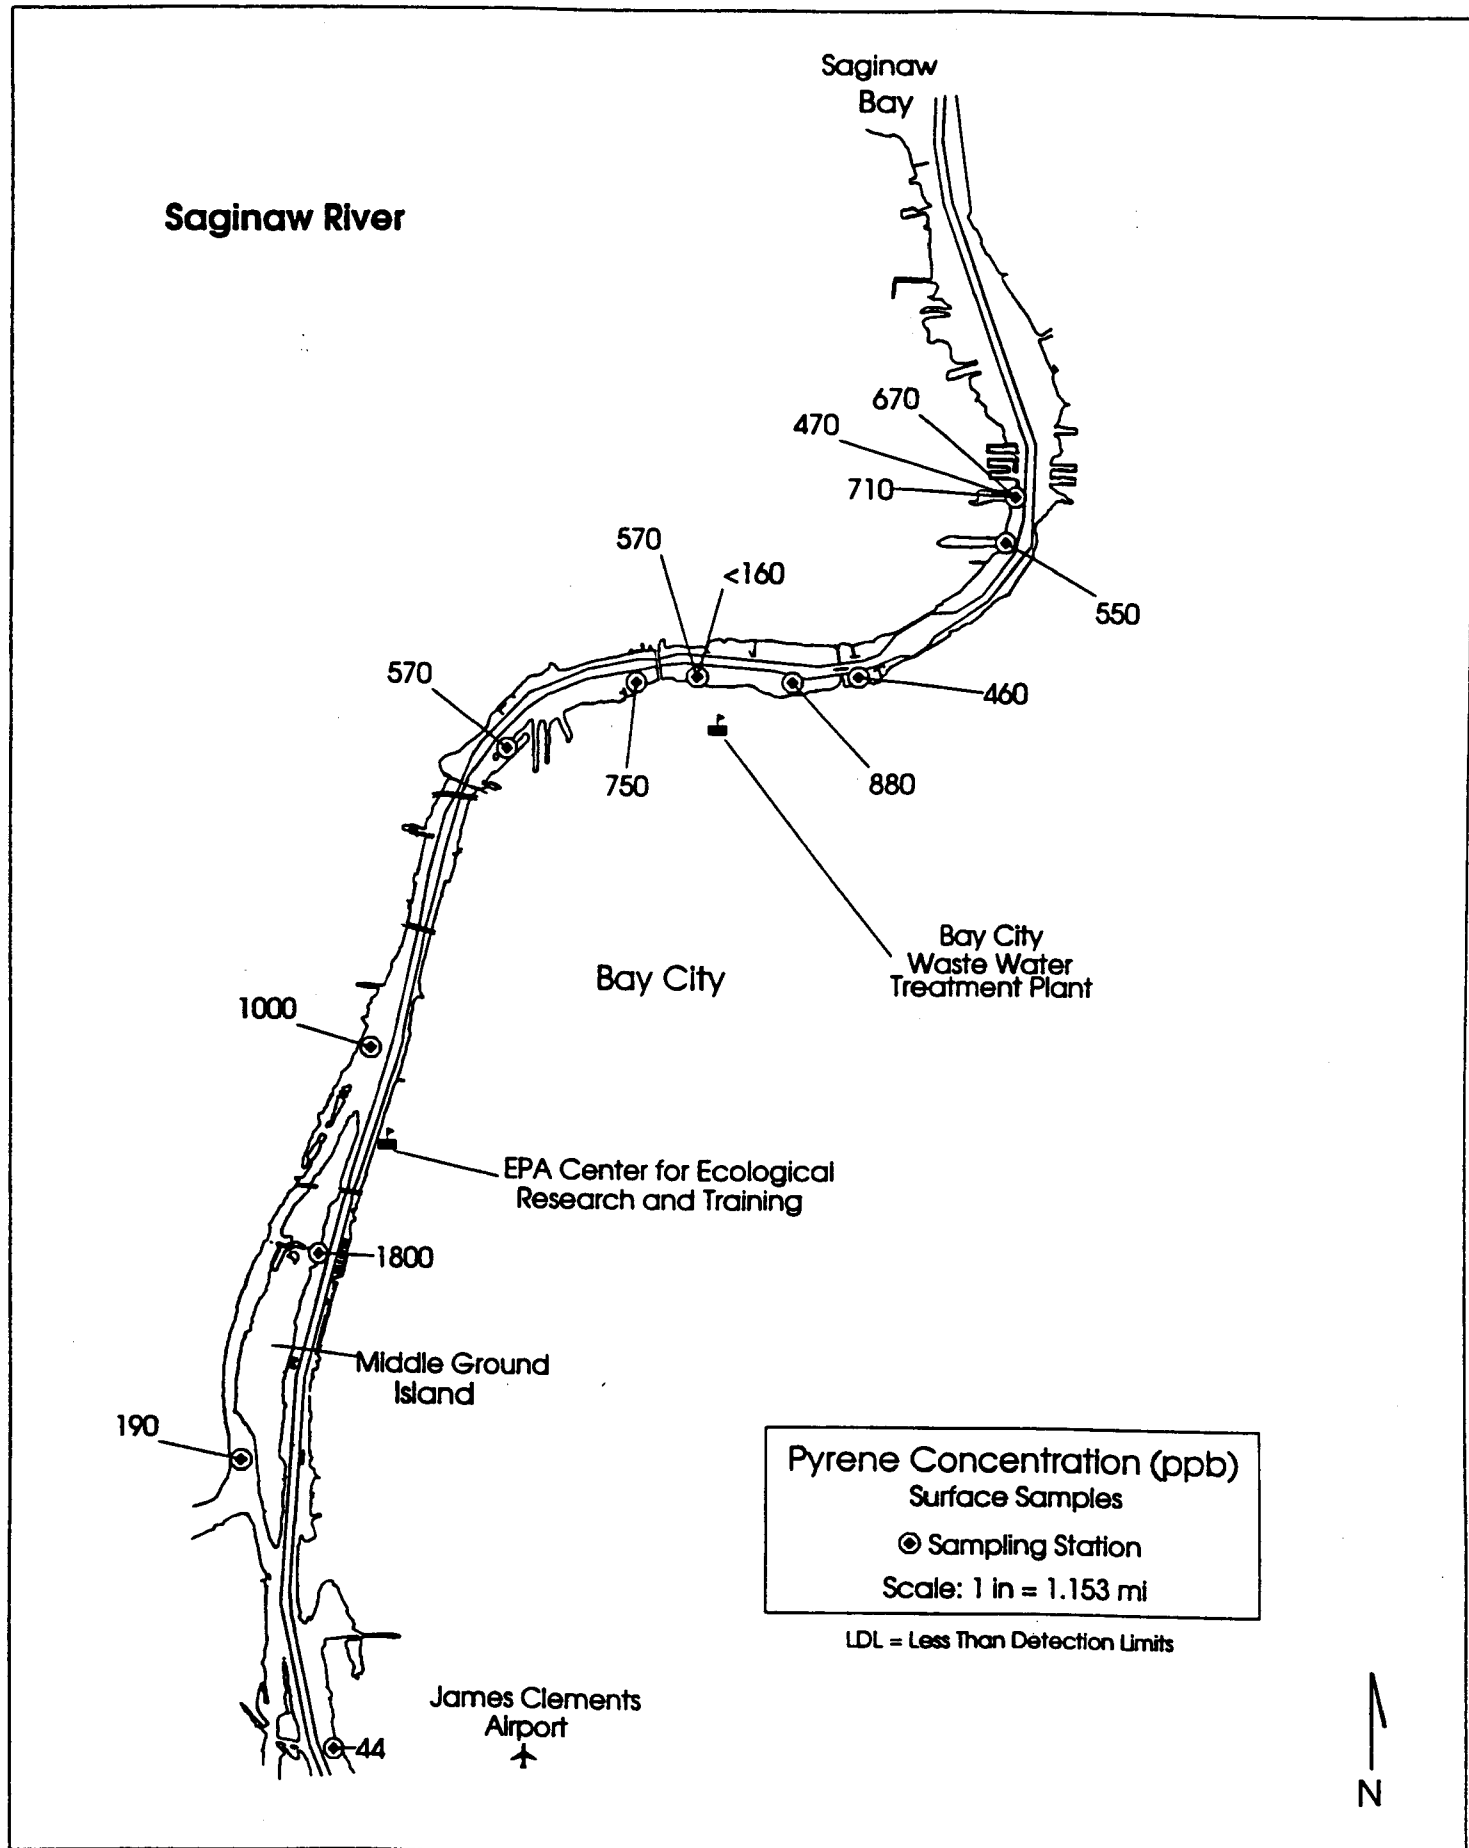 Saginaw
Bay
Saginaw River
670
470
710
570
<160
550
570
460
750
880
Bay City
Waste Water
Treatment Plant
Bay City
1000
EPA Center for Ecological
Research and Training
1800
Middle Ground
Island
190
Pyrene Concentration (ppb)
Surface Samples
Sampling Station
Scale: 1 in = 1.153 mi
LDL = Less Than Detection Limits
James Clements
Airport
44
N